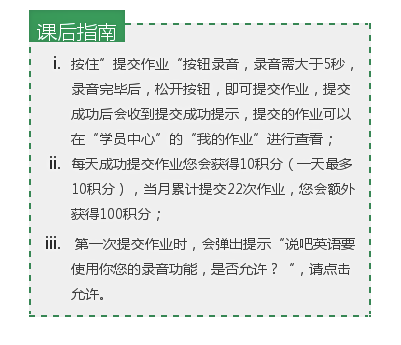 课后指南
i. 按住”提交作业“按钮录音，录音需大于5秒，
录音完毕后，松开按钮，即可提交作业，提交
成功后会收到提交成功提示，提交的作业可以
在“学员中心”的“我的作业”进行查看；
ii. 每天成功提交作业您会获得10积分（一天最多
10积分），当月累计提交22次作业，您会额外
获得100积分；
iii. 第一次提交作业时，会弹出提示“说吧英语要
使用你您的录音功能，是否允许？“，请点击
允许。